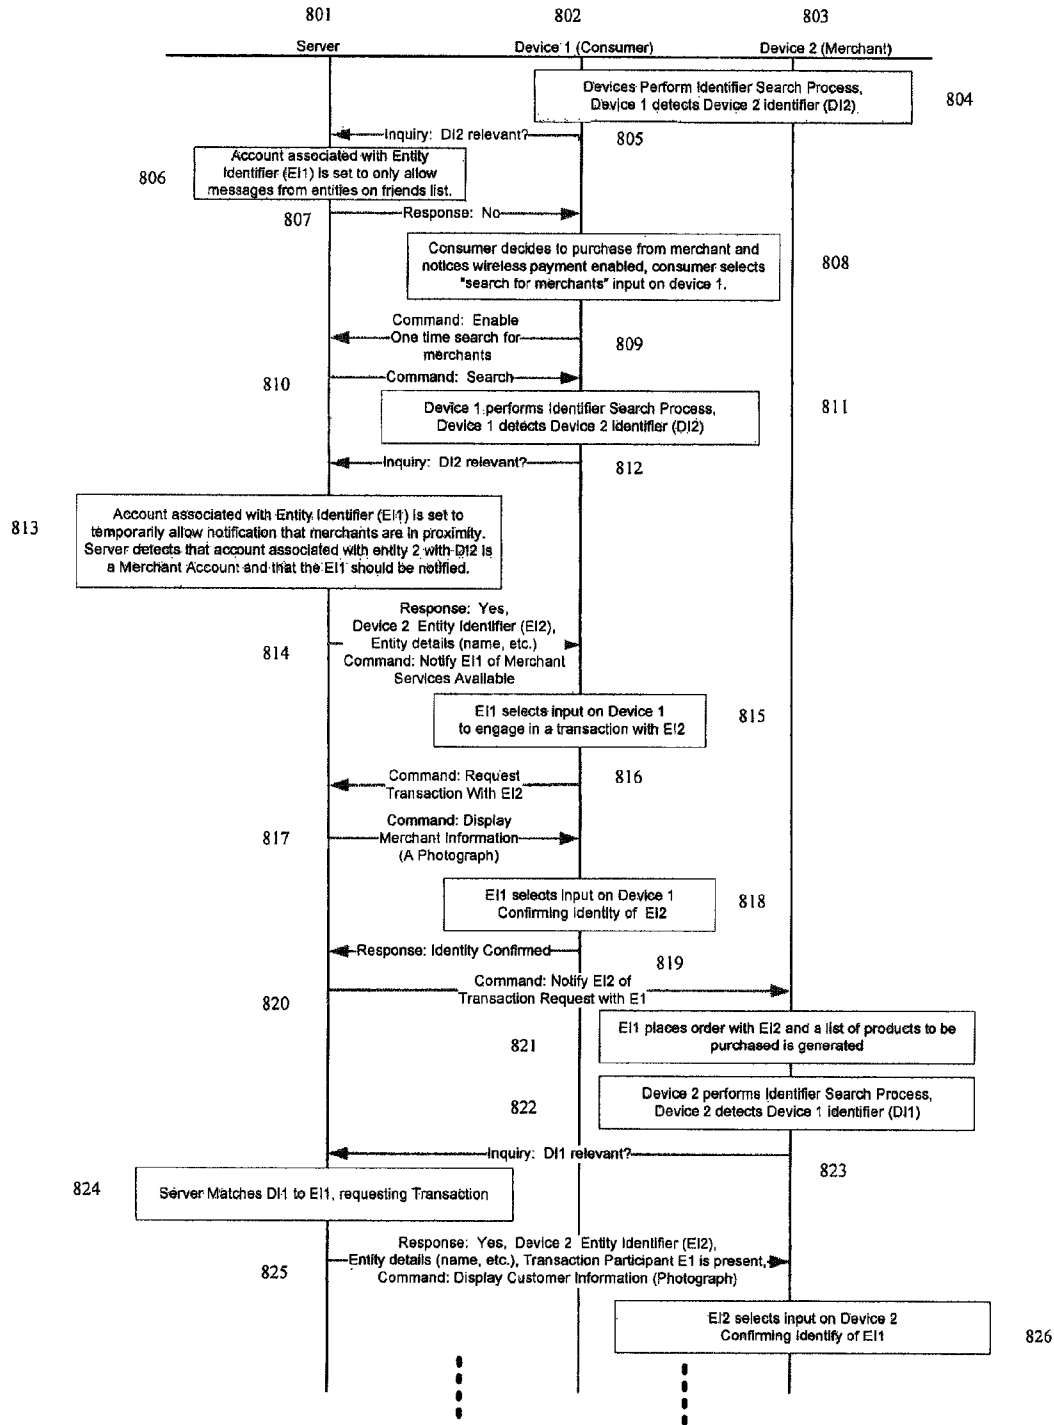 801
802
803
Server
Device 1 (Consumer)
Device 2 (Merchant)
Devices Perform Identifier Search Process,
Device 1 detects Device 2 identifier (DI2)
804
Inquiry: DI2 relevant?
805
Account associated with Entity
Identifier (EI1) is set to only allow
messages from entities on friends list.
806
807
Response: No
Consumer decides to purchase from merchant and
notices wireless payment enabled, consumer selects
"search for merchants" input on device 1.
808
Command: Enable
One time search for
merchants
809
810
Command: Search
Device 1 performs Identifier Search Process,
Device 1 detects Device 2 Identifier (DI2)
811
Inquiry: DI2 relevant?
812
813
Account associated with Entity Identifier (EI1) is set to
temporarily allow notification that merchants are in proximity.
Server detects that account associated with entity 2 with DI2 is
a Merchant Account and that the EI1 should be notified.
Response: Yes,
Device 2 Entity Identifier (EI2),
Entity details (name, etc.)
Command: Notify EI1 of Merchant
Services Available
814
EI1 selects input on Device 1
to engage in a transaction with EI2
815
Command: Request
Transaction With EI2
816
817
Command: Display
Merchant Information
(A Photograph)
EI1 selects Input on Device 1
Confirming Identity of EI2
818
Response: Identity Confirmed
819
820
Command: Notify EI2 of
Transaction Request with E1
821
EI1 places order with EI2 and a list of products to be
purchased is generated
822
Device 2 performs Identifier Search Process,
Device 2 detects Device 1 identifier (DI1)
Inquiry: DI1 relevant?
823
824
Server Matches DI1 to EI1, requesting Transaction
825
Response: Yes, Device 2 Entity Identifier (EI2),
Entity details (name, etc.), Transaction Participant E1 is present,
Command: Display Customer Information (Photograph)
EI2 selects input on Device 2
Confirming Identify of EI1
826